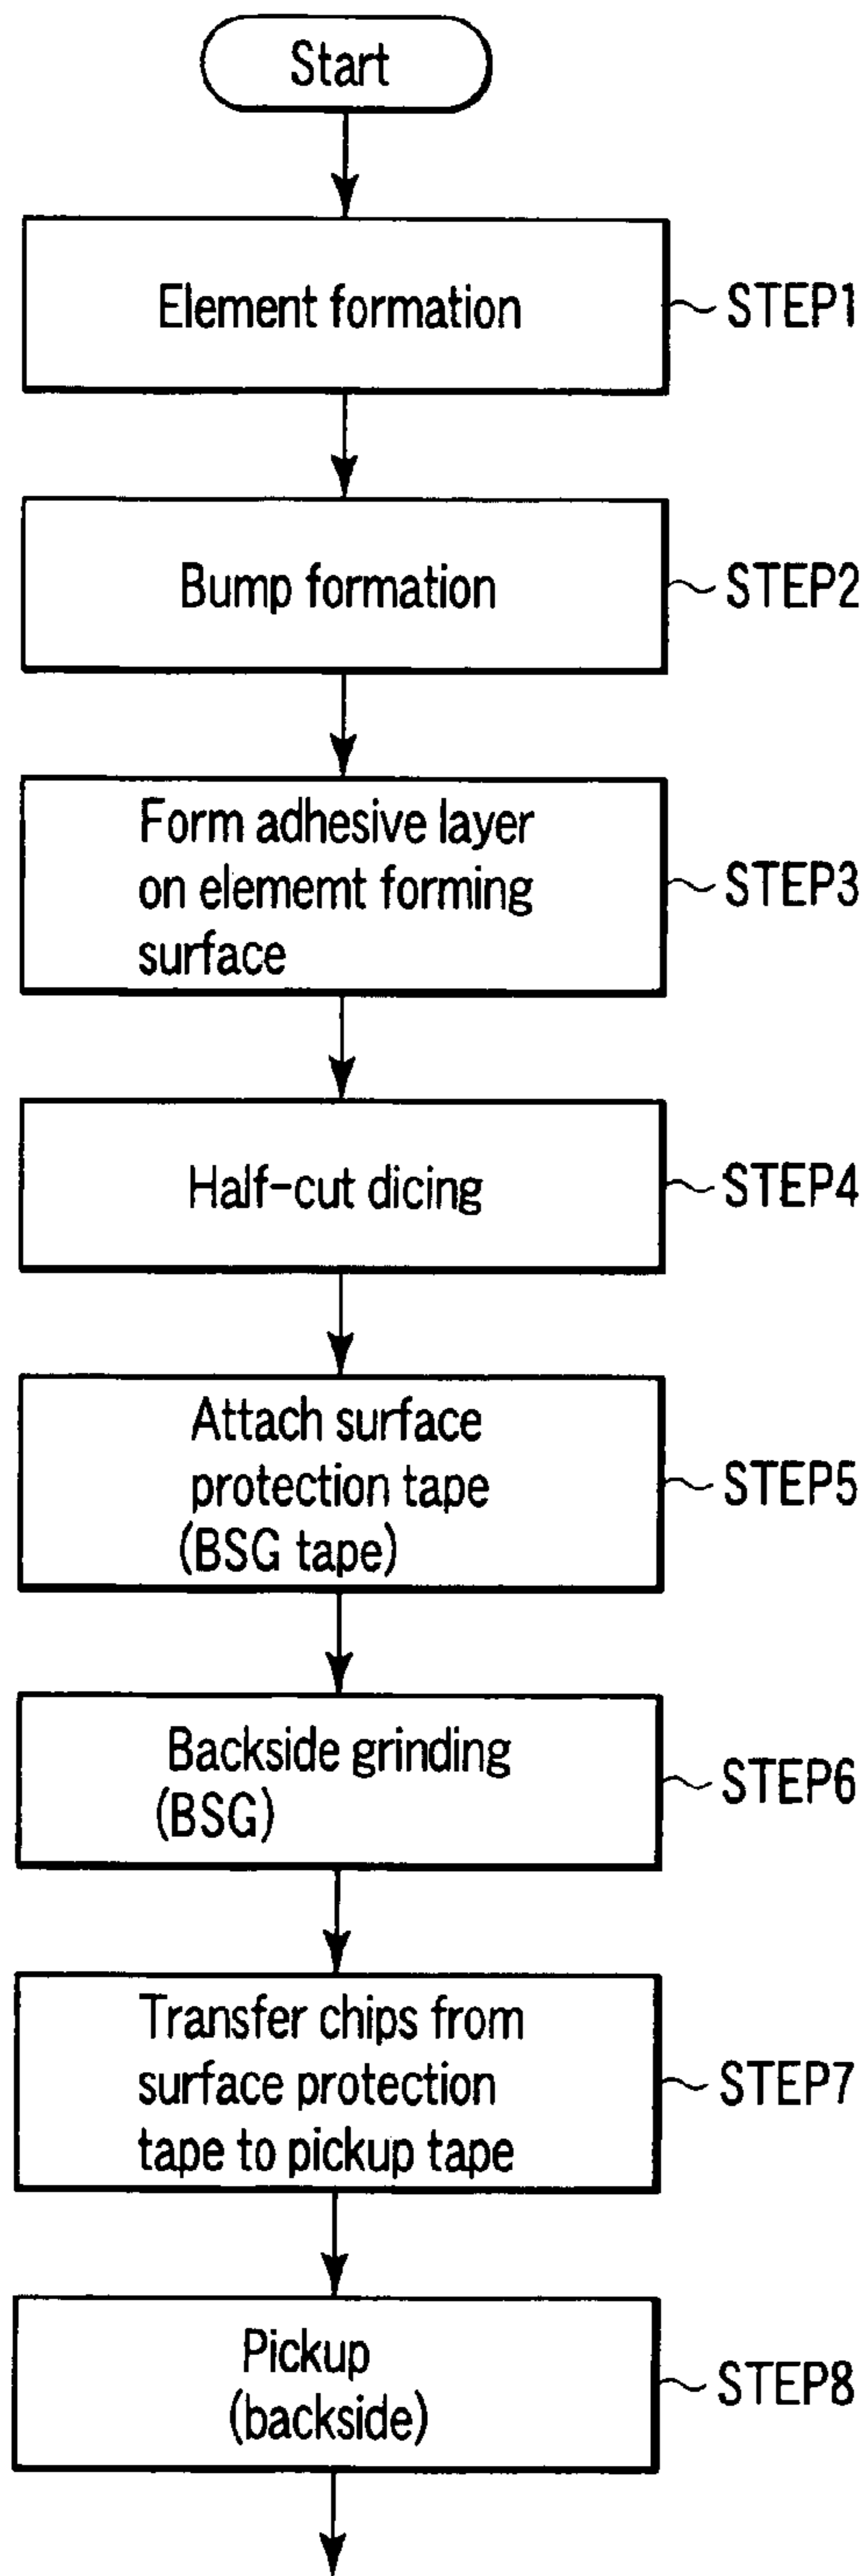 Start
Element formation
STEP1
Bump formation
STEP2
Form adhesive layer
on elememt forming
surface
STEP3
Half-cut dicing
STEP4
Attach surface
protection tape
(BSG tape)
STEP5
Backside grinding
(BSG)
STEP6
Transfer chips from
surface protection
tape to pickup tape
STEP7
Pickup
(backside)
STEP8